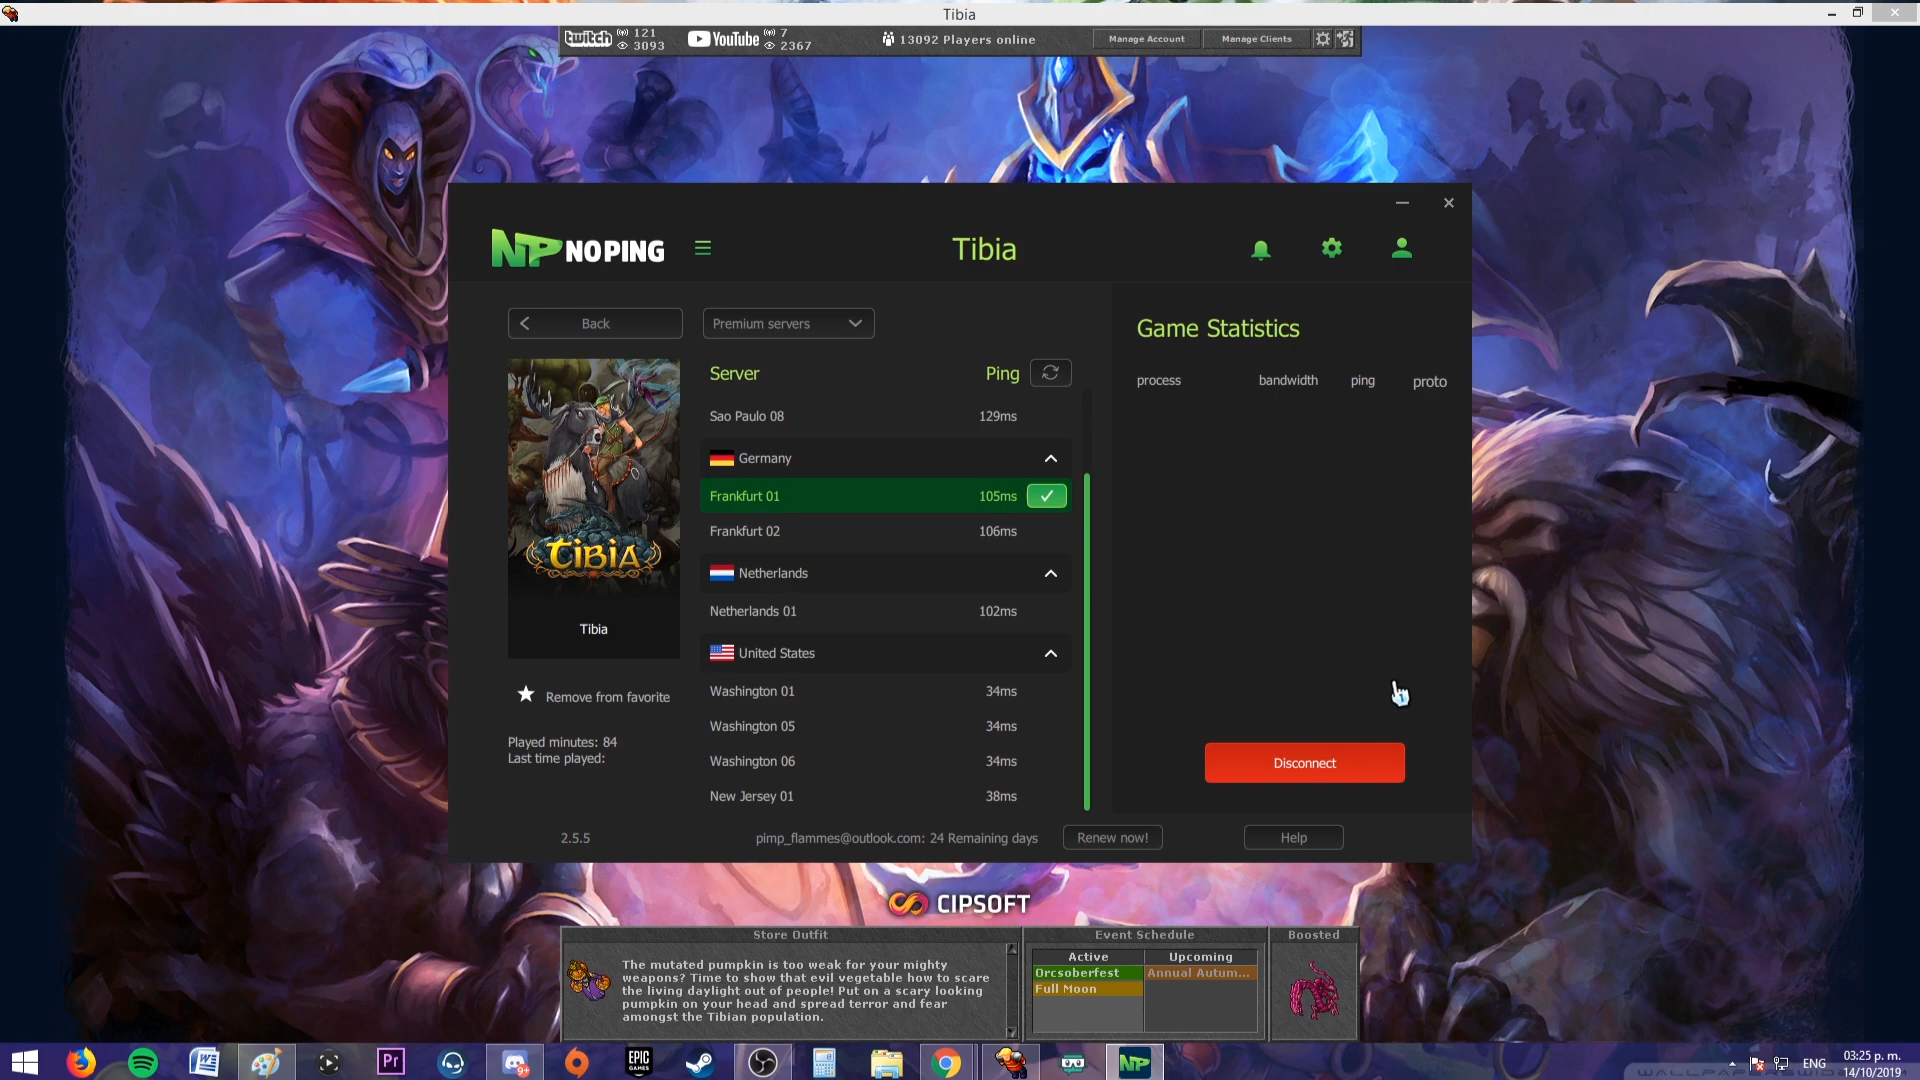 Tibia
twitch 121 3093 YouTube 7 2367 13092 Players online Manage Account Manage Clients
NP NOPING Tibia
Back Premium servers
Game Statistics
Server Ping
process bandwidth ping proto
Sao Paulo 08 129ms
Germany
Frankfurt 01 105ms
Frankfurt 02 106ms
Netherlands
TIBIA
Netherlands 01 102ms
Tibia
United States
Remove from favorite
Washington 01 34ms
Washington 05 34ms
Played minutes: 84
Last time played:
Washington 06 34ms
Disconnect
New Jersey 01 38ms
2.5.5 pimp_flammes@outlook.com: 24 Remaining days Renew now! Help
CIPSOFT
Store Outfit Event Schedule Boosted
Active Upcoming
The mutated pumpkin is too weak for your mighty
weapons? Time to show that evil vegetable how to scare
the living daylight out of people! Put on a scary looking
pumpkin on your head and spread terror and fear
amongst the Tibian population.
Orcsoberfest Annual Autum...
Full Moon
Pr 9+ EPIC GAMES NP ENG
03:25 p. m.
14/10/2019